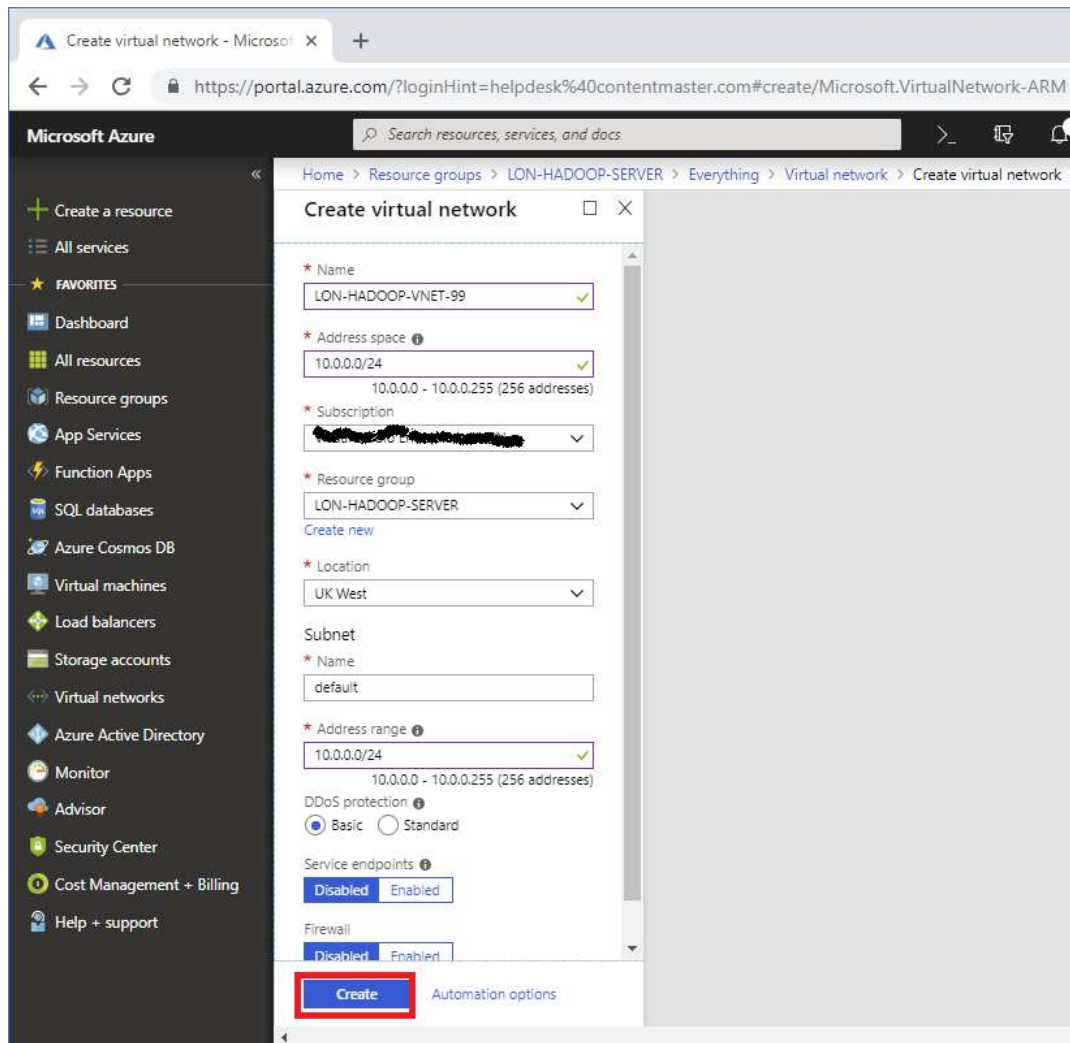 Create virtual network - Microsof
https://portal.azure.com/?loginHint=helpdesk%40contentmaster.com#create/Microsoft.VirtualNetwork-ARM
Microsoft Azure
Search resources, services, and docs
Home > Resource groups > LON-HADOOP-SERVER > Everything > Virtual network > Create virtual network
Create a resource
All services
FAVORITES
Dashboard
All resources
Resource groups
App Services
Function Apps
SQL databases
Azure Cosmos DB
Virtual machines
Load balancers
Storage accounts
Virtual networks
Azure Active Directory
Monitor
Advisor
Security Center
Cost Management + Billing
Help + support
Create virtual network
* Name
LON-HADOOP-VNET-99
* Address space
10.0.0.0/24
10.0.0.0 - 10.0.0.255 (256 addresses)
* Subscription
* Resource group
LON-HADOOP-SERVER
Create new
* Location
UK West
Subnet
* Name
default
* Address range
10.0.0.0/24
10.0.0.0 - 10.0.0.255 (256 addresses)
DDoS protection
Basic Standard
Service endpoints
Disabled Enabled
Firewall
Disabled Enabled
Create Automation options